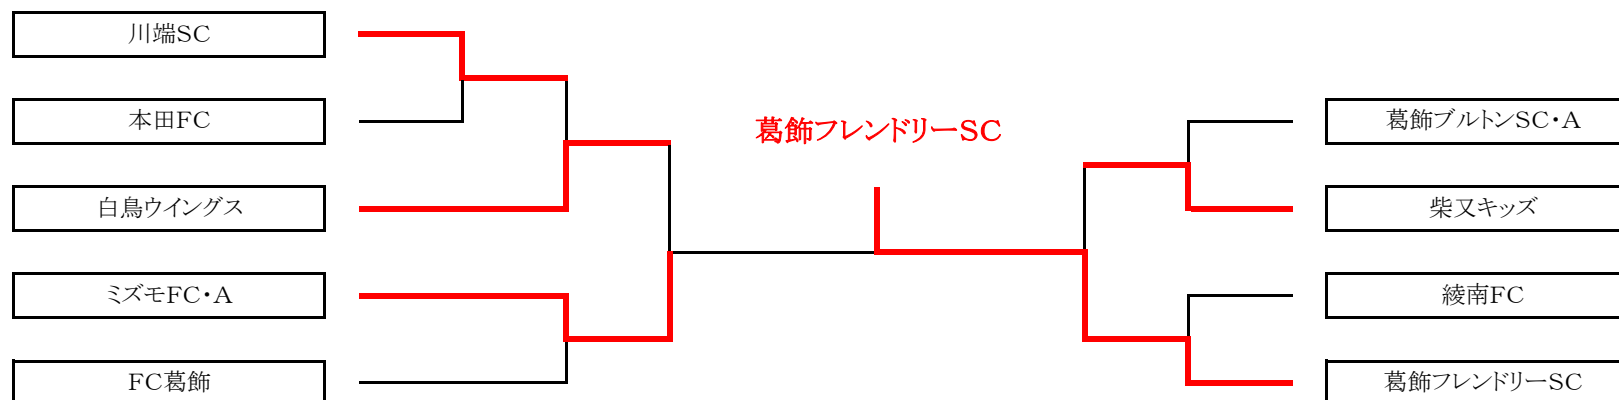 川端SC
本田FC
白鳥ウイングス
ミズモFC・A
FC葛飾
葛飾フレンドリーSC
葛飾ブルトンSC・A
柴又キッズ
綾南FC
葛飾フレンドリーSC